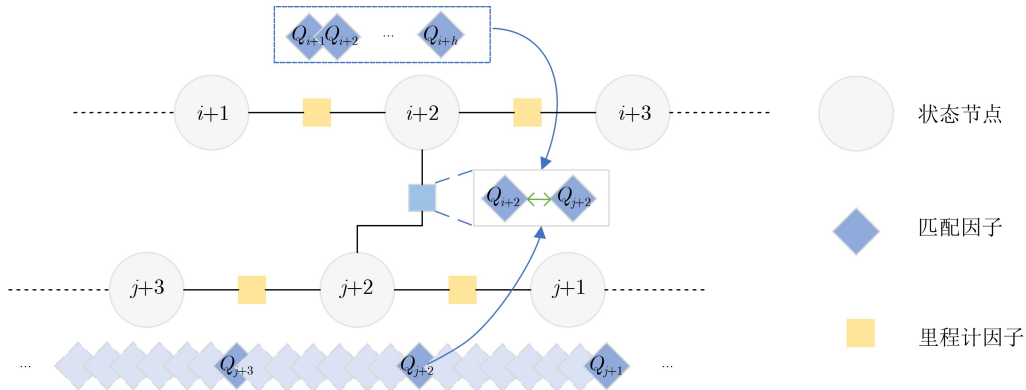 Q_{i+1} Q_{i+2} ... Q_{i+h}
i+1 i+2 i+3 状态节点
Q_{i+2} Q_{j+2} 匹配因子
j+3 j+2 j+1 里程计因子
... Q_{j+3} Q_{j+2} Q_{j+1} ...